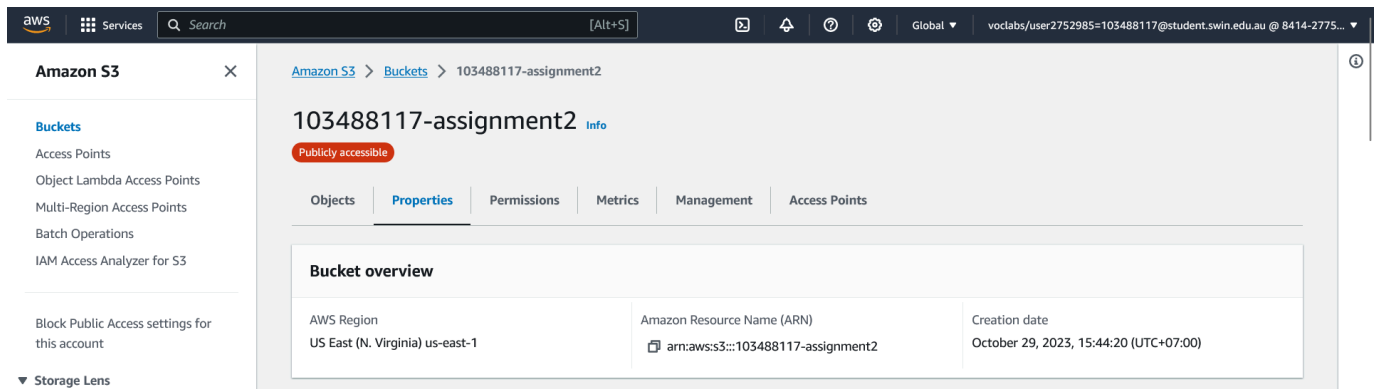 aws Services Search [Alt+S] Global voclabs/user2752985=103488117@student.swin.edu.au @ 8414-2775...
Amazon S3
Buckets
Access Points
Object Lambda Access Points
Multi-Region Access Points
Batch Operations
IAM Access Analyzer for S3
Block Public Access settings for
this account
Storage Lens
Amazon S3 > Buckets > 103488117-assignment2
103488117-assignment2 Info
Publicly accessible
Objects Properties Permissions Metrics Management Access Points
Bucket overview
AWS Region
US East (N. Virginia) us-east-1
Amazon Resource Name (ARN)
arn:aws:s3:::103488117-assignment2
Creation date
October 29, 2023, 15:44:20 (UTC+07:00)